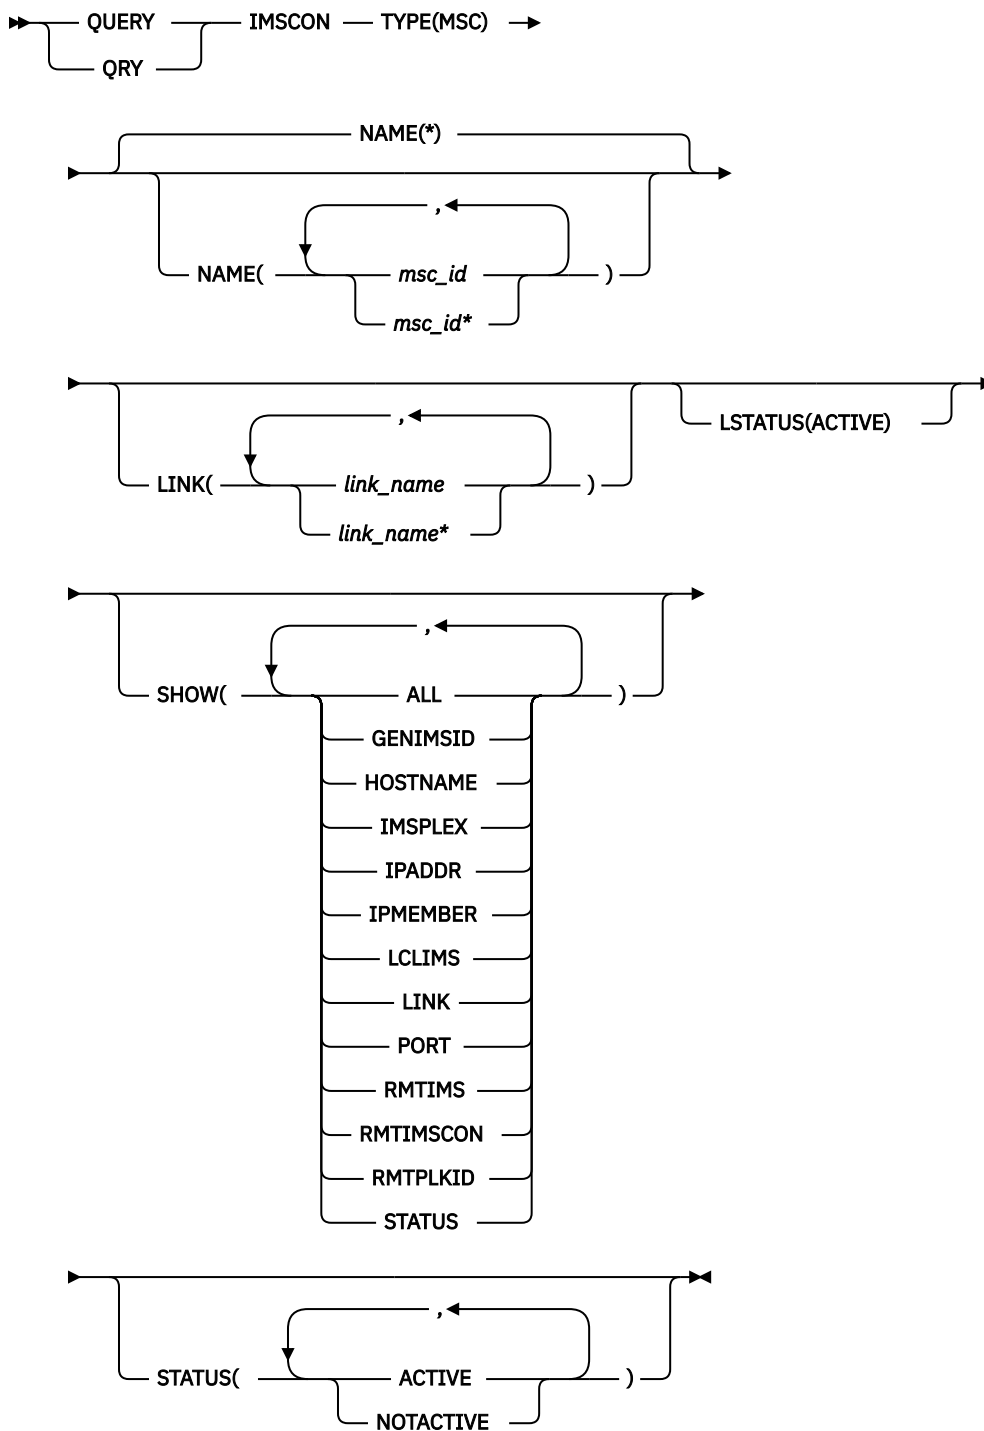 QUERY IMSCON TYPE(MSC)
QRY
NAME(*)
,
NAME( msc_id )
msc_id*
,
LINK( link_name ) LSTATUS(ACTIVE)
link_name*
,
SHOW( ALL )
GENIMSID
HOSTNAME
IMSPLEX
IPADDR
IPMEMBER
LCLIMS
LINK
PORT
RMTIMS
RMTIMSCON
RMTPLKID
STATUS
,
STATUS( ACTIVE )
NOTACTIVE